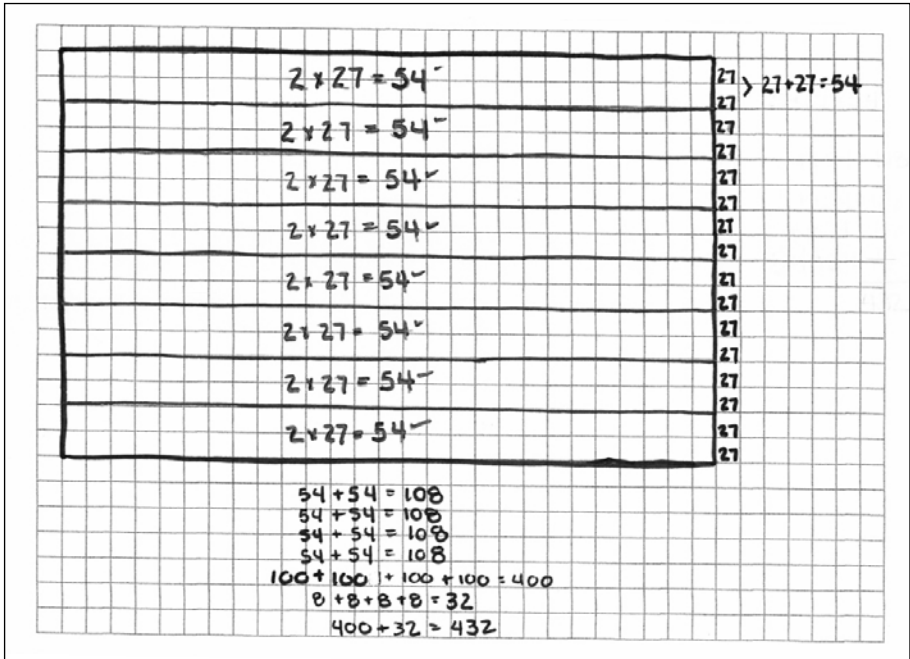 2 x 27 = 54
27
27
> 27+27=54
2 x 27 = 54
27
27
2 x 27 = 54
27
27
2 x 27 = 54
27
27
2 x 27 = 54
27
27
2 x 27 = 54
27
27
2 x 27 = 54
27
27
2 x 27 = 54
27
27
54 + 54 = 108
54 + 54 = 108
54 + 54 = 108
54 + 54 = 108
100 + 100 + 100 + 100 = 400
8 + 8 + 8 + 8 = 32
400 + 32 = 432